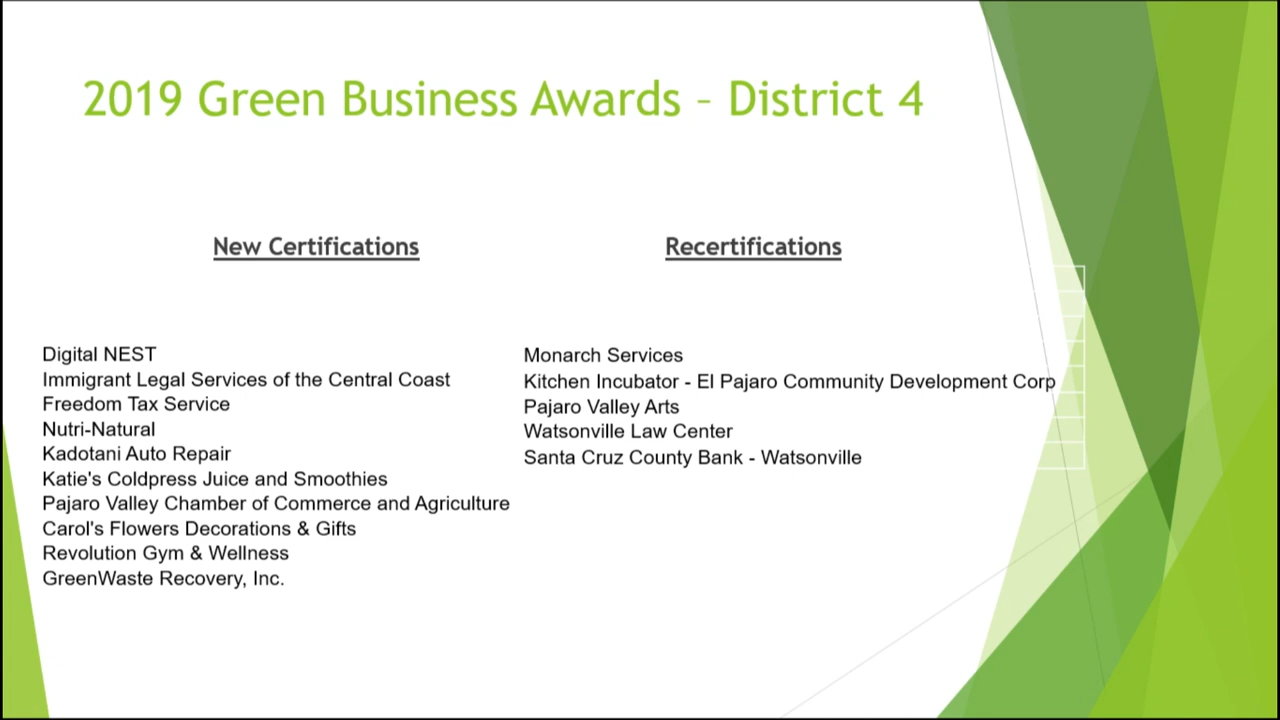 2019 Green Business Awards – District 4
New Certifications
Digital NEST
Immigrant Legal Services of the Central Coast
Freedom Tax Service
Nutri-Natural
Kadotani Auto Repair
Katie's Coldpress Juice and Smoothies
Pajaro Valley Chamber of Commerce and Agriculture
Carol's Flowers Decorations & Gifts
Revolution Gym & Wellness
GreenWaste Recovery, Inc.
Recertifications
Monarch Services
Kitchen Incubator - El Pajaro Community Development Corp
Pajaro Valley Arts
Watsonville Law Center
Santa Cruz County Bank - Watsonville